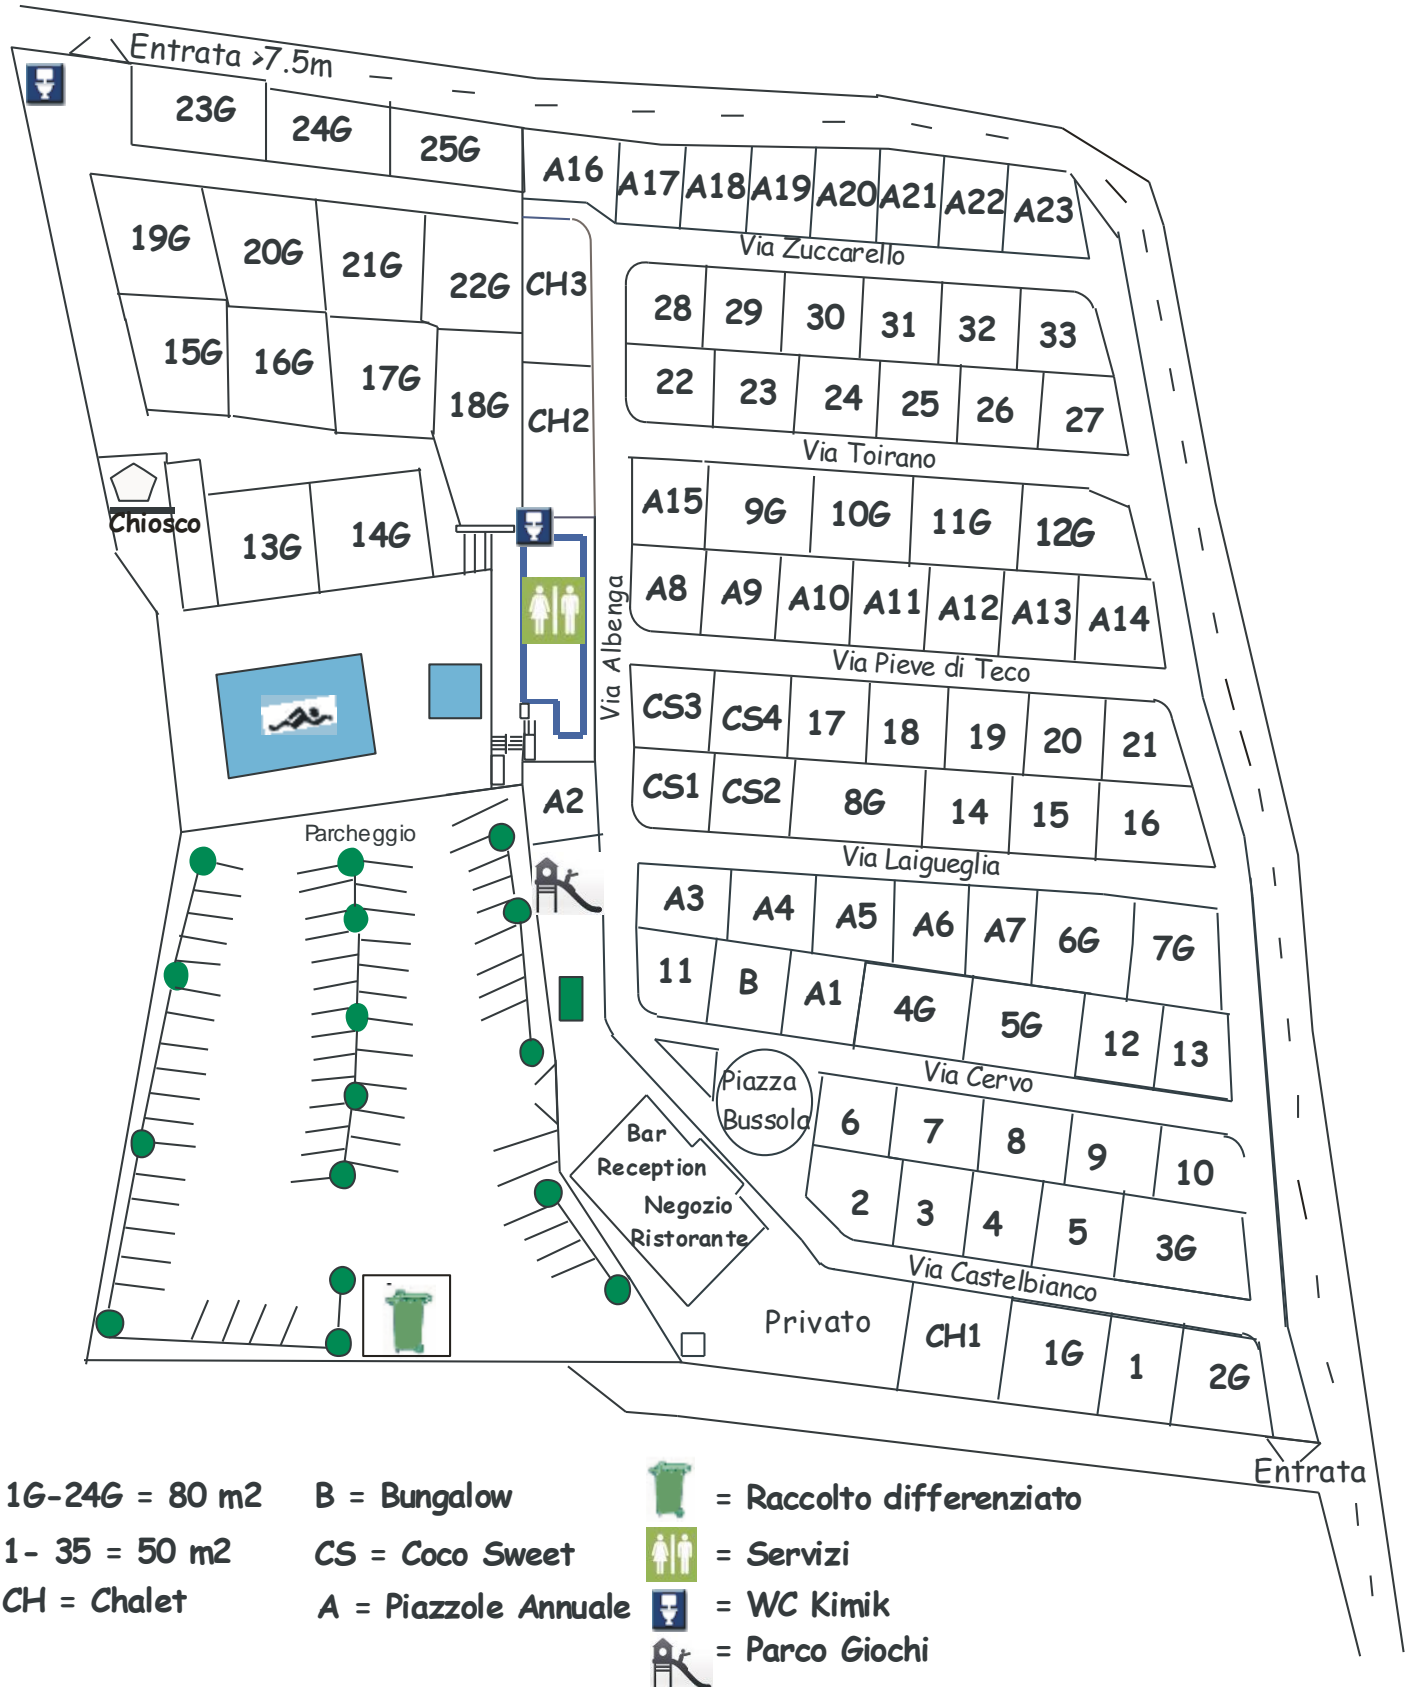 Entrata >7.5m
23G
24G
25G
A16
A17
A18
A19
A20
A21
A22
A23
Via Zuccarello
19G
20G
21G
22G
CH3
28
29
30
31
32
33
15G
16G
17G
18G
CH2
22
23
24
25
26
27
Via Toirano
Chiosco
13G
14G
A15
9G
10G
11G
12G
A8
A9
A10
A11
A12
A13
A14
Via Albenga
Via Pieve di Teco
CS3
CS4
17
18
19
20
21
CS1
CS2
8G
14
15
16
A2
Parcheggio
Via Laigueglia
A3
A4
A5
A6
A7
6G
7G
11
B
A1
4G
5G
12
13
Via Cervo
Piazza
Bussola
6
7
8
9
10
Bar
Reception
Negozio
Ristorante
2
3
4
5
3G
Via Castelbianco
Privato
CH1
1G
1
2G
Entrata
1G-24G = 80 m2
B = Bungalow
= Raccolto differenziato
1- 35 = 50 m2
CS = Coco Sweet
= Servizi
CH = Chalet
A = Piazzole Annuale
= WC Kimik
= Parco Giochi